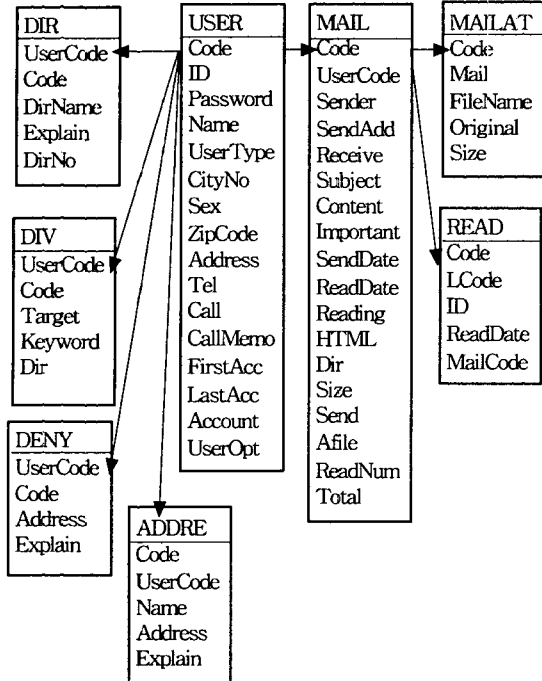 DIR
UserCode
Code
DirName
Explain
DirNo
USER
Code
ID
Password
Name
UserType
CityNo
Sex
ZipCode
Address
Tel
Call
CallMemo
FirstAcc
LastAcc
Account
UserOpt
MAIL
Code
UserCode
Sender
SendAdd
Receive
Subject
Content
Important
SendDate
ReadDate
Reading
HTML
Dir
Size
Send
Afile
ReadNum
Total
MAILAT
Code
Mail
FileName
Original
Size
READ
Code
LCode
ID
ReadDate
MailCode
DIV
UserCode
Code
Target
Keyword
Dir
DENY
UserCode
Code
Address
Explain
ADDRE
Code
UserCode
Name
Address
Explain